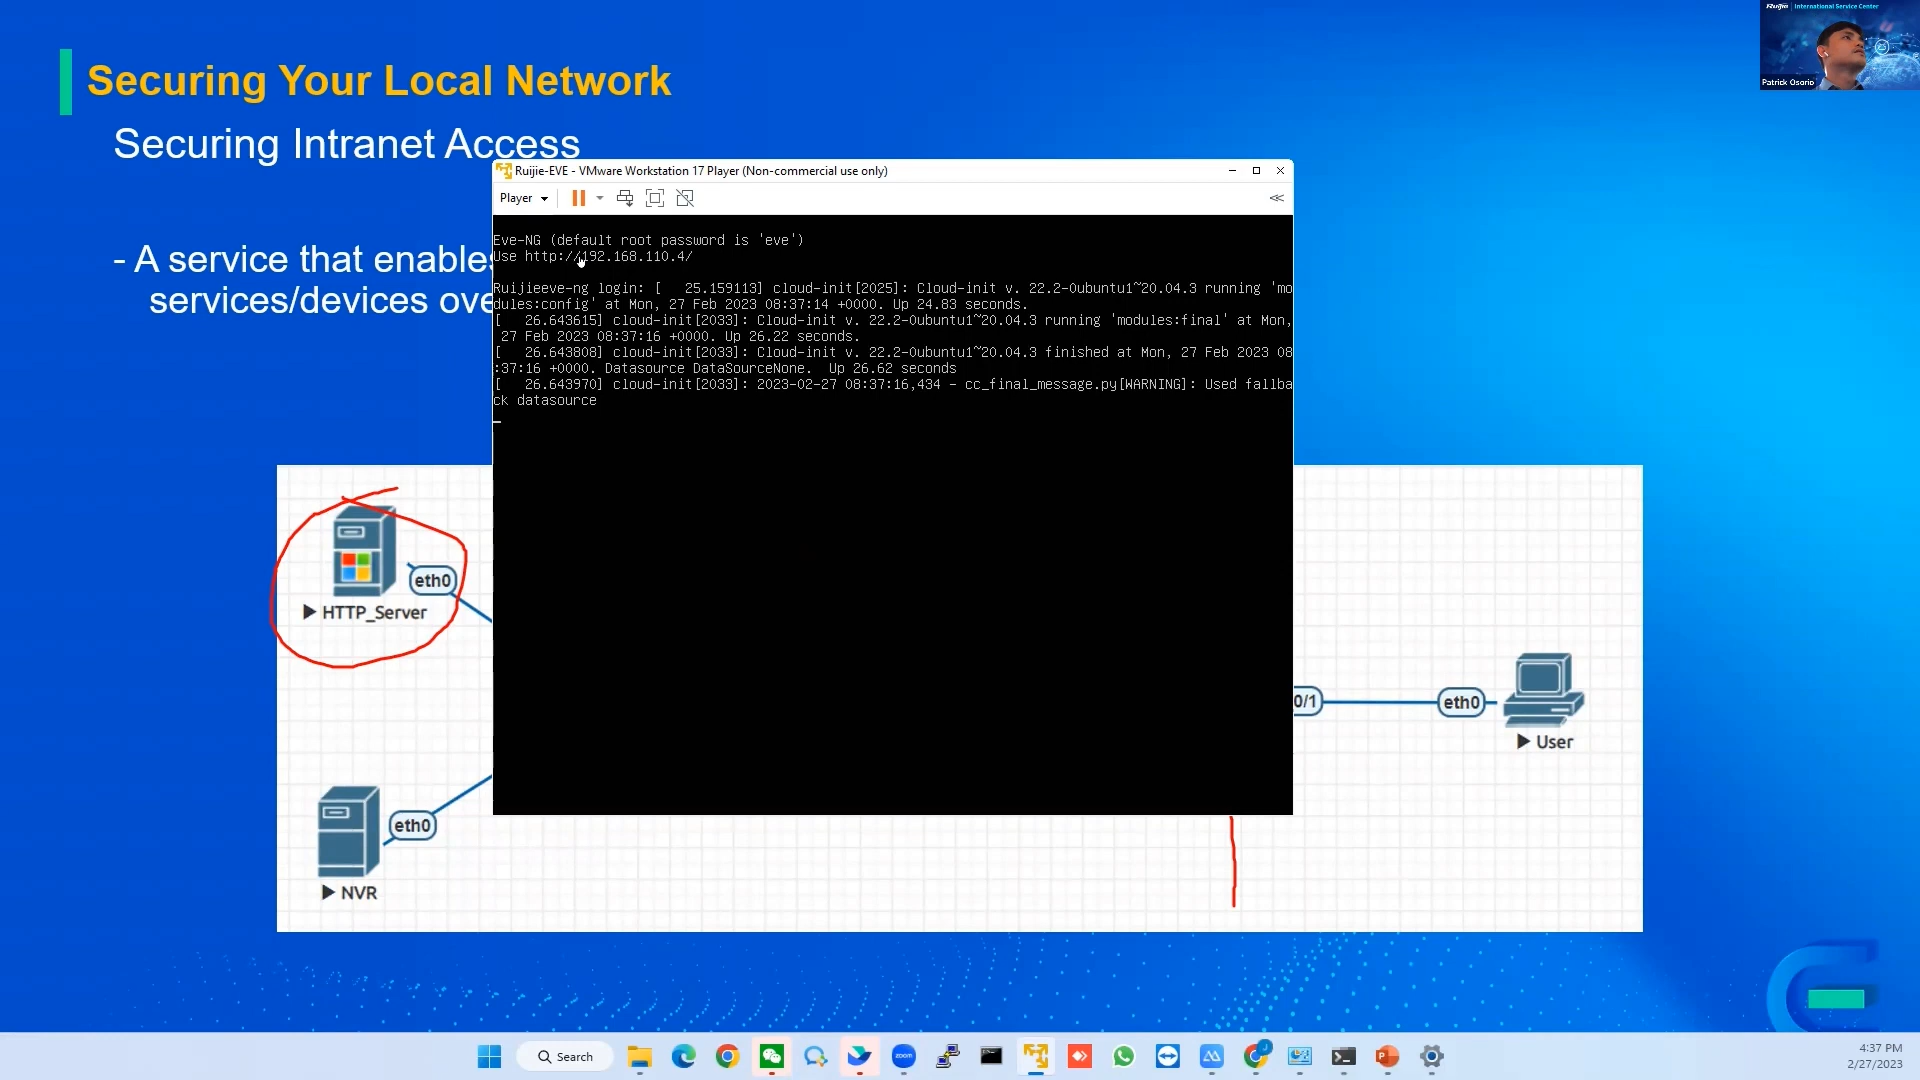 Ruijie | International Service Center
Patrick Osorio
Securing Your Local Network
Securing Intranet Access
- A service that enables
services/devices ove
Ruijie-EVE - VMware Workstation 17 Player (Non-commercial use only)
Player
Eve-NG (default root password is 'eve')
Use http://192.168.110.4/
Ruijieeve-ng login: [   25.159113] cloud-init[2025]: Cloud-init v. 22.2-0ubuntu1~20.04.3 running 'mo
dules:config' at Mon, 27 Feb 2023 08:37:14 +0000. Up 24.83 seconds.
[   26.643615] cloud-init[2033]: Cloud-init v. 22.2-0ubuntu1~20.04.3 running 'modules:final' at Mon,
27 Feb 2023 08:37:16 +0000. Up 26.22 seconds.
[   26.643808] cloud-init[2033]: Cloud-init v. 22.2-0ubuntu1~20.04.3 finished at Mon, 27 Feb 2023 08
:37:16 +0000. Datasource DataSourceNone.  Up 26.62 seconds
[   26.643970] cloud-init[2033]: 2023-02-27 08:37:16,434 - cc_final_message.py[WARNING]: Used fallba
ck datasource
eth0
HTTP_Server
0/1
eth0
User
eth0
NVR
Search
zoom
4:37 PM
2/27/2023